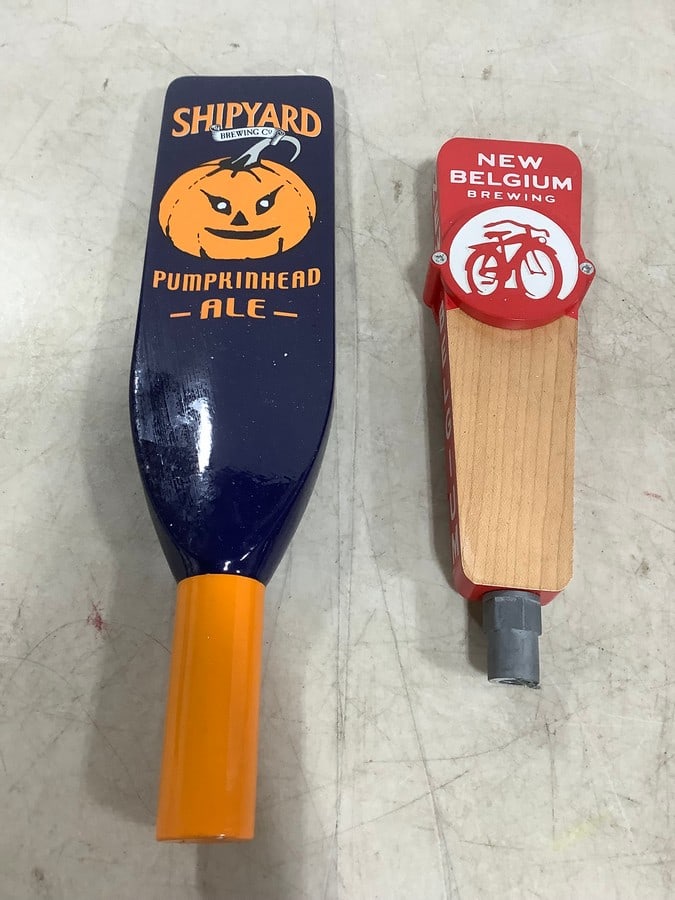 SHIPYARD
BREWING CO
PUMPKINHEAD
— ALE —
NEW
BELGIUM
BREWING